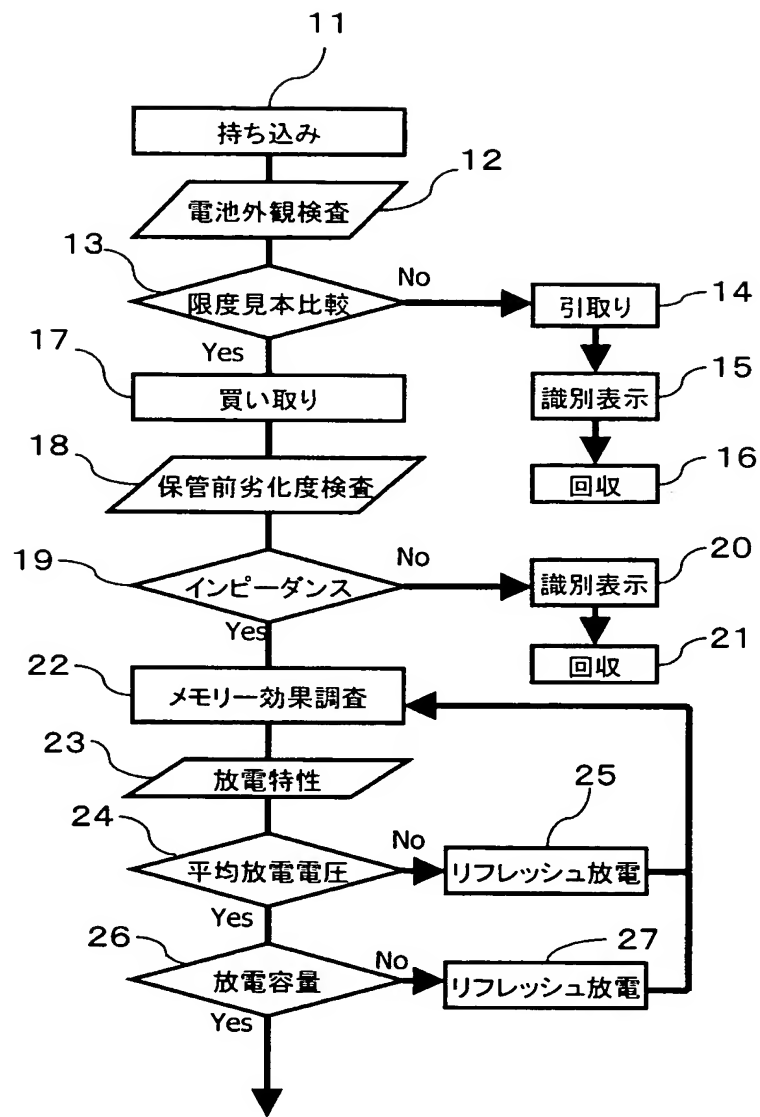 11
持ち込み
12
電池外観検査
13
限度見本比較
No
引取り
14
Yes
15
識別表示
17
買い取り
16
回収
18
保管前劣化度検査
19
インピーダンス
No
識別表示
20
Yes
回収
21
22
メモリー効果調査
23
放電特性
24
平均放電電圧
No
25
リフレッシュ放電
Yes
26
放電容量
No
27
リフレッシュ放電
Yes